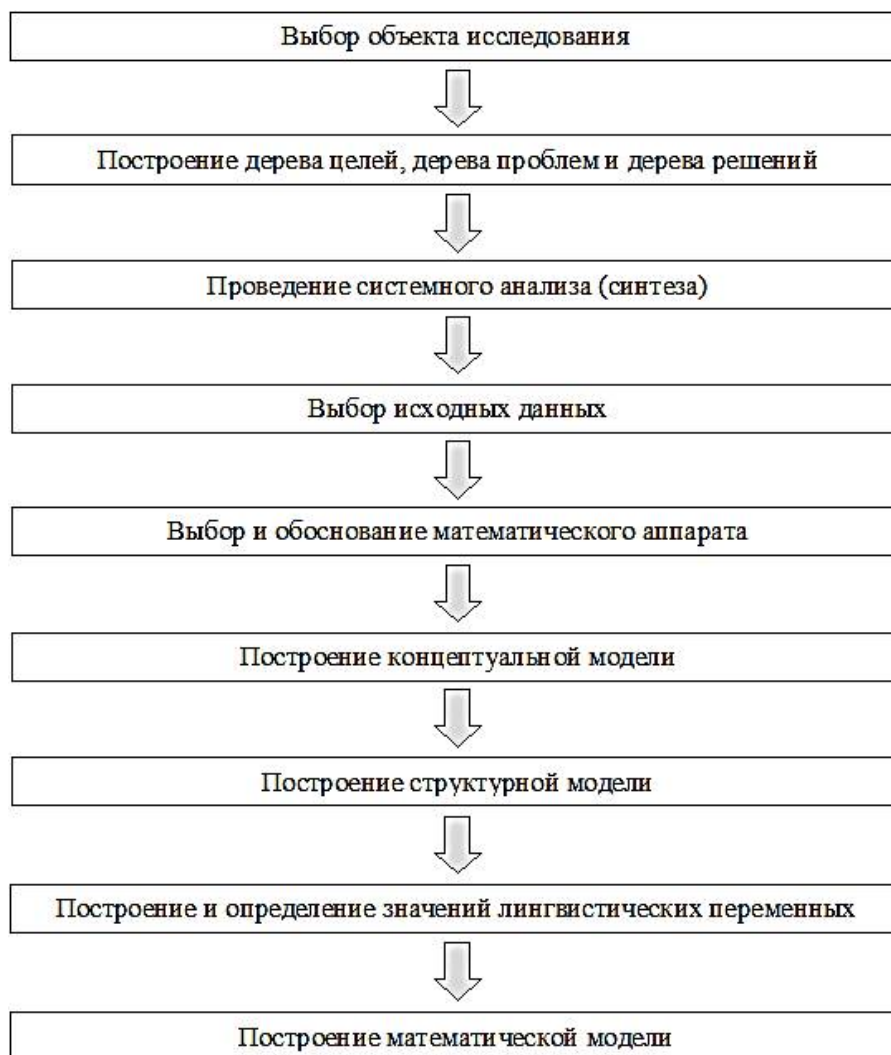 Выбор объекта исследования
Построение дерева целей, дерева проблем и дерева решений
Проведение системного анализа (синтеза)
Выбор исходных данных
Выбор и обоснование математического аппарата
Построение концептуальной модели
Построение структурной модели
Построение и определение значений лингвистических переменных
Построение математической модели